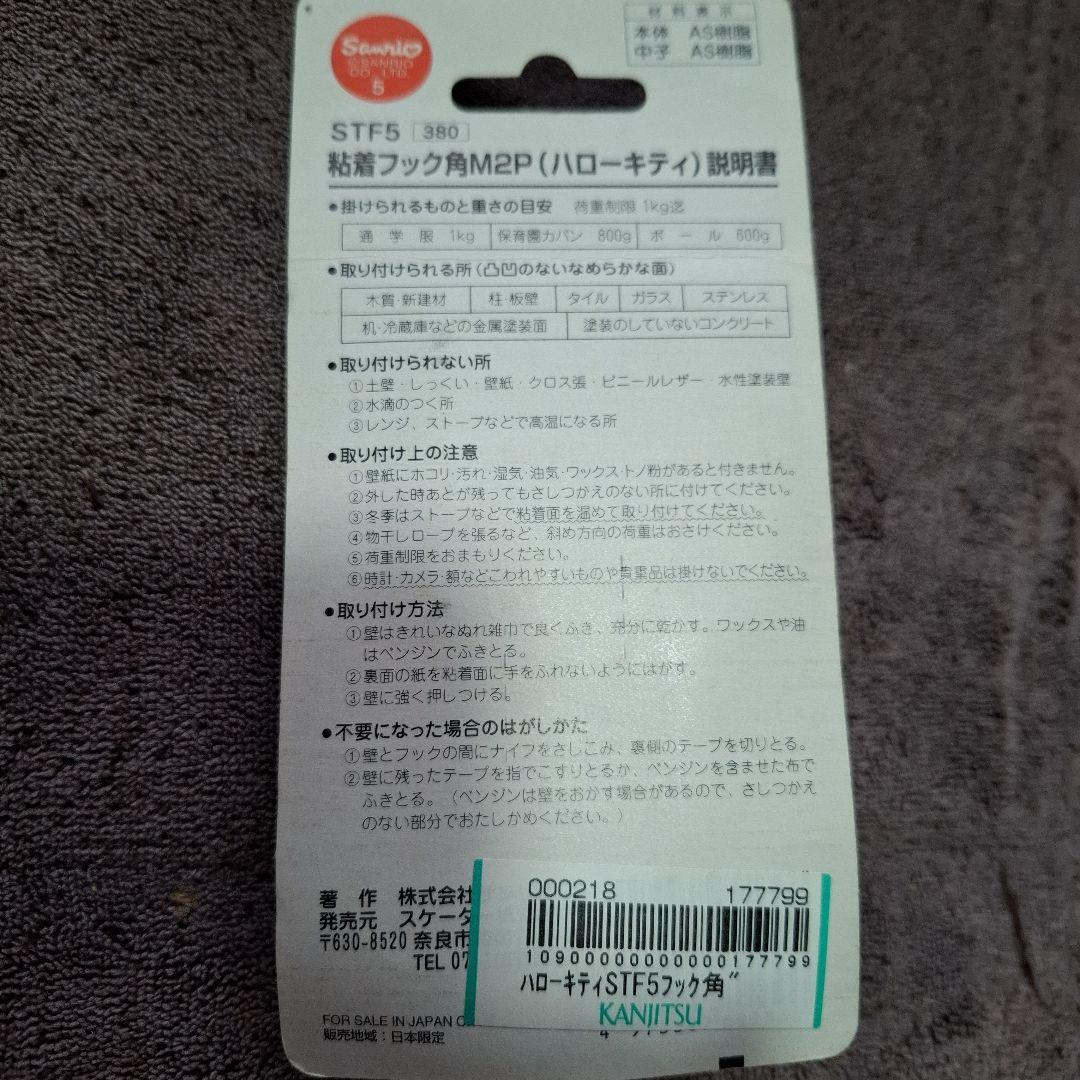 Sanrio
©SANRIO
CO., LTD.
5
材料表示
本体 AS樹脂
中子 AS樹脂
STF5 380
粘着フック角M2P(ハローキティ)説明書
●掛けられるものと重さの目安 荷重制限 1kg迄
通学服 1kg 保育園カバン 800g ボール 600g
●取り付けられる所(凸凹のないなめらかな面)
木質・新建材 柱・板壁 タイル ガラス ステンレス
机・冷蔵庫などの金属塗装面 塗装のしていないコンクリート
●取り付けられない所
①土壁・しっくい・壁紙・クロス張・ビニールレザー・水性塗装壁
②水滴のつく所
③レンジ、ストーブなどで高温になる所
●取り付け上の注意
①壁紙にホコリ・汚れ・湿気・油気・ワックス・トノ粉があると付きません。
②外した時あとが残ってもさしつかえのない所に付けてください。
③冬季はストーブなどで粘着面を温めて取り付けてください。
④物干しロープを張るなど、斜め方向の荷重はおさけください。
⑤荷重制限をおまもりください。
⑥時計・カメラ・額などこわれやすいものや貴重品は掛けないでください。
●取り付け方法
①壁はきれいなぬれ雑巾で良くふき、充分に乾かす。ワックスや油
はベンジンでふきとる。
②裏面の紙を粘着面に手をふれないようにはがす。
③壁に強く押しつける。
●不要になった場合のはがしかた
①壁とフックの間にナイフをさしこみ、裏側のテープを切りとる。
②壁に残ったテープを指でこすりとるか、ベンジンを含ませた布で
ふきとる。(ベンジンは壁をおかす場合があるので、さしつかえ
のない部分でおたしかめください。)
著作 株式会社
発売元 スケータ
〒630-8520 奈良市
TEL 07
000218 177799
10900000000000177799
ハローキティSTF5フック角"
KANJITSU
FOR SALE IN JAPAN O
販売地域:日本限定